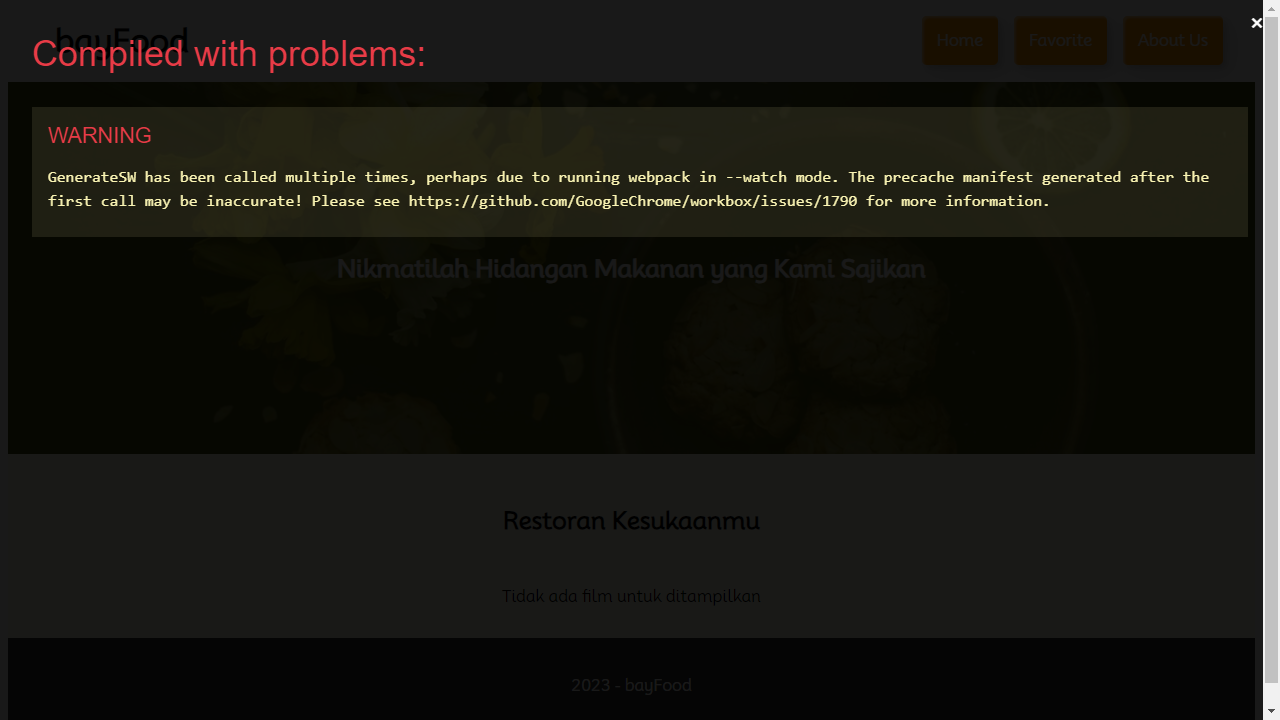 bayFood
Home
Favorite
About Us
×
Compiled with problems:
WARNING
GenerateSW has been called multiple times, perhaps due to running webpack in --watch mode. The precache manifest generated after the
first call may be inaccurate! Please see https://github.com/GoogleChrome/workbox/issues/1790 for more information.
Nikmatilah Hidangan Makanan yang Kami Sajikan
Restoran Kesukaanmu
Tidak ada film untuk ditampilkan
2023 - bayFood